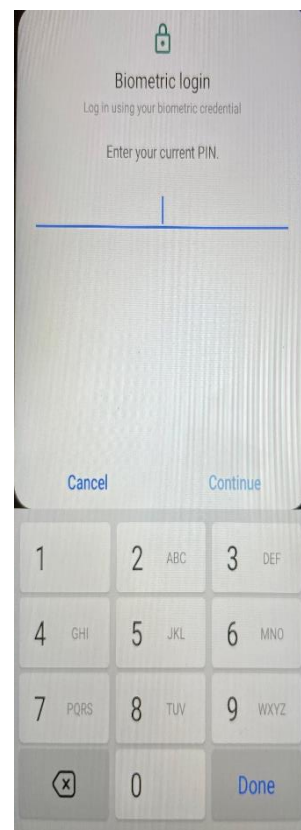 Biometric login
Log in using your biometric credential
Enter your current PIN.
Cancel Continue
1 2 ABC 3 DEF
4 GHI 5 JKL 6 MNO
7 PQRS 8 TUV 9 WXYZ
0 Done